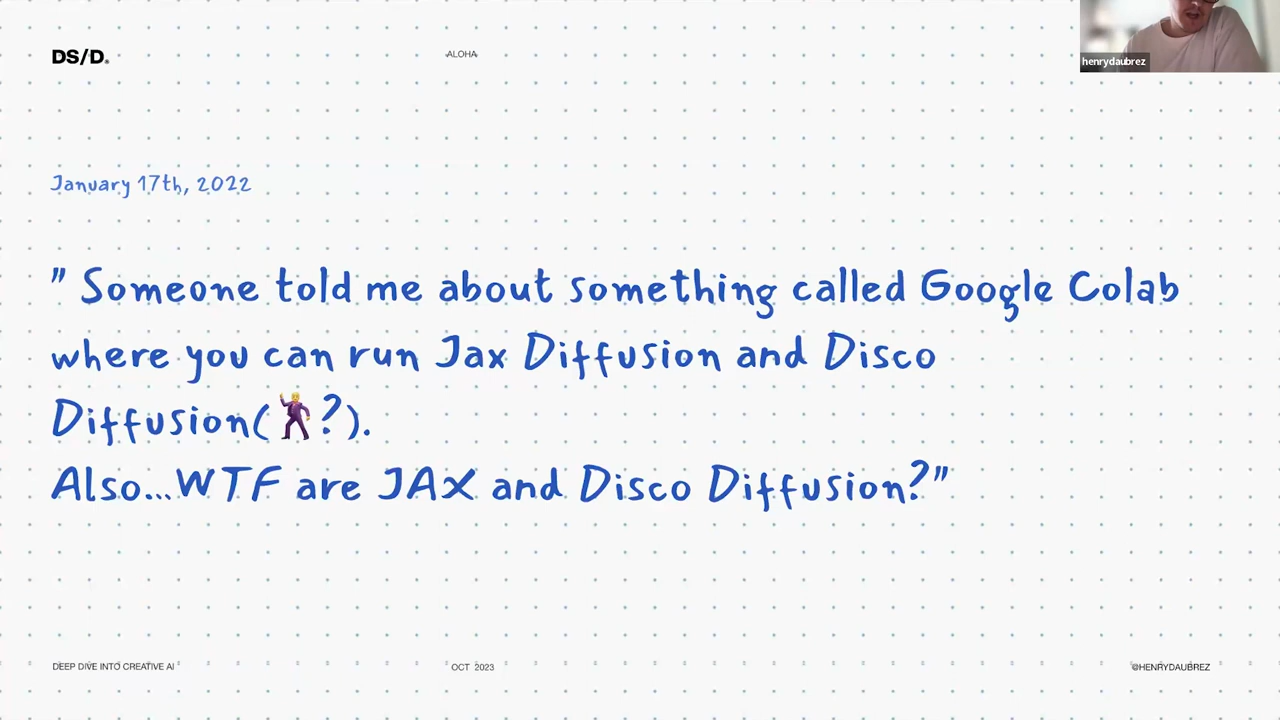 DS/D.
ALOHA
henrydaubrez
January 17th, 2022
" Someone told me about something called Google Colab
where you can run Jax Diffusion and Disco
Diffusion(🕺?).
Also...WTF are JAX and Disco Diffusion?"
DEEP DIVE INTO CREATIVE AI
OCT 2023
@HENRYDAUBREZ